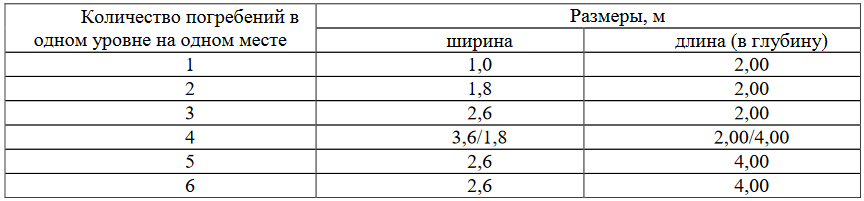 Количество погребений в одном уровне на одном месте	Размеры, м
ширина	длина (в глубину)
1	1,0	2,00
2	1,8	2,00
3	2,6	2,00
4	3,6/1,8	2,00/4,00
5	2,6	4,00
6	2,6	4,00